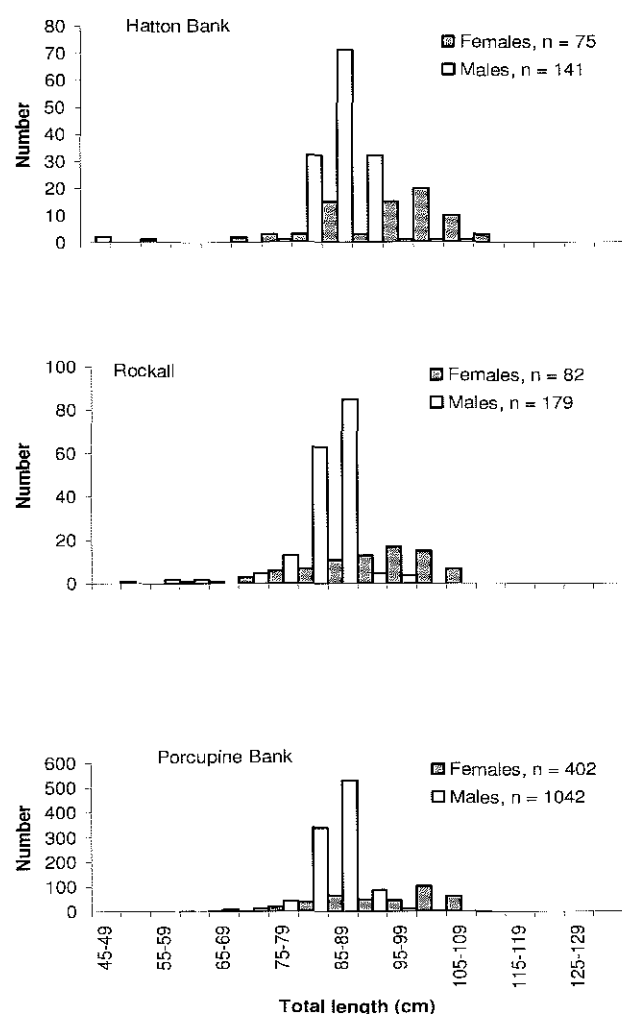 Hatton Bank
80
70
60
50
40
30
20
10
0
Number
Females, n = 75
Males, n = 141
Rockall
100
80
60
40
20
0
Number
Females, n = 82
Males, n = 179
Porcupine Bank
600
500
400
300
200
100
0
Number
Females, n = 402
Males, n = 1042
45-49
55-59
65-69
75-79
85-89
95-99
105-109
115-119
125-129
Total length (cm)